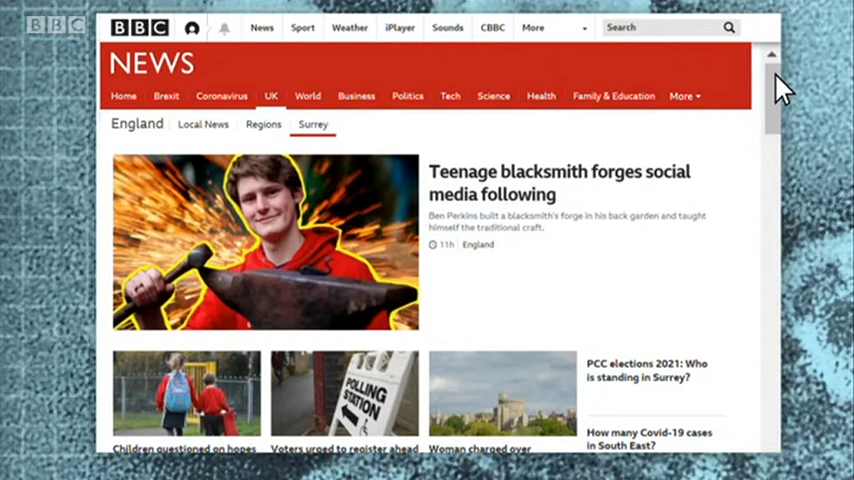 BBC
BBC News Sport Weather iPlayer Sounds CBBC More Search
NEWS
Home Brexit Coronavirus UK World Business Politics Tech Science Health Family & Education More
England Local News Regions Surrey
Teenage blacksmith forges social
media following
Ben Perkins built a blacksmith's forge in his back garden and taught
himself the traditional craft.
11h England
POLLING
STATION
PCC elections 2021: Who
is standing in Surrey?
How many Covid-19 cases
in South East?
Children questioned on hopes
Voters urged to register ahead
Woman charged over